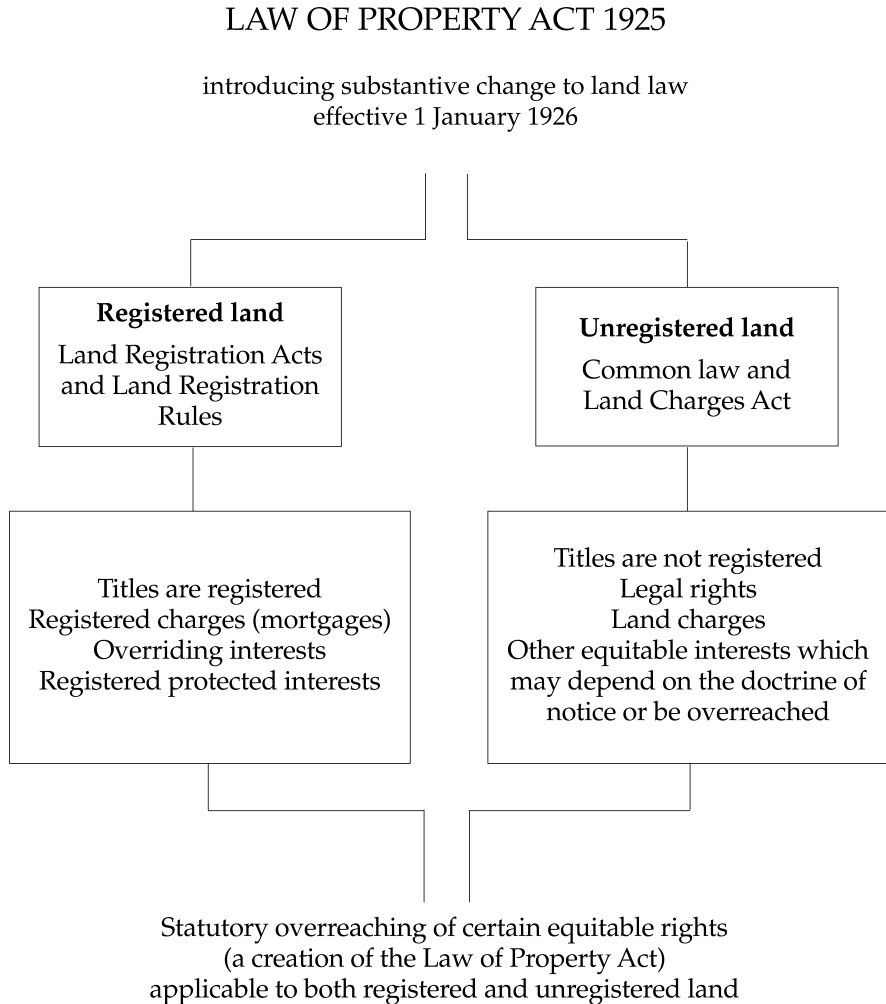 LAW OF PROPERTY ACT 1925
introducing substantive change to land law
effective 1 January 1926
Registered land
Land Registration Acts
and Land Registration
Rules
Unregistered land
Common law and
Land Charges Act
Titles are registered
Registered charges (mortgages)
Overriding interests
Registered protected interests
Titles are not registered
Legal rights
Land charges
Other equitable interests which
may depend on the doctrine of
notice or be overreached
Statutory overreaching of certain equitable rights
(a creation of the Law of Property Act)
applicable to both registered and unregistered land